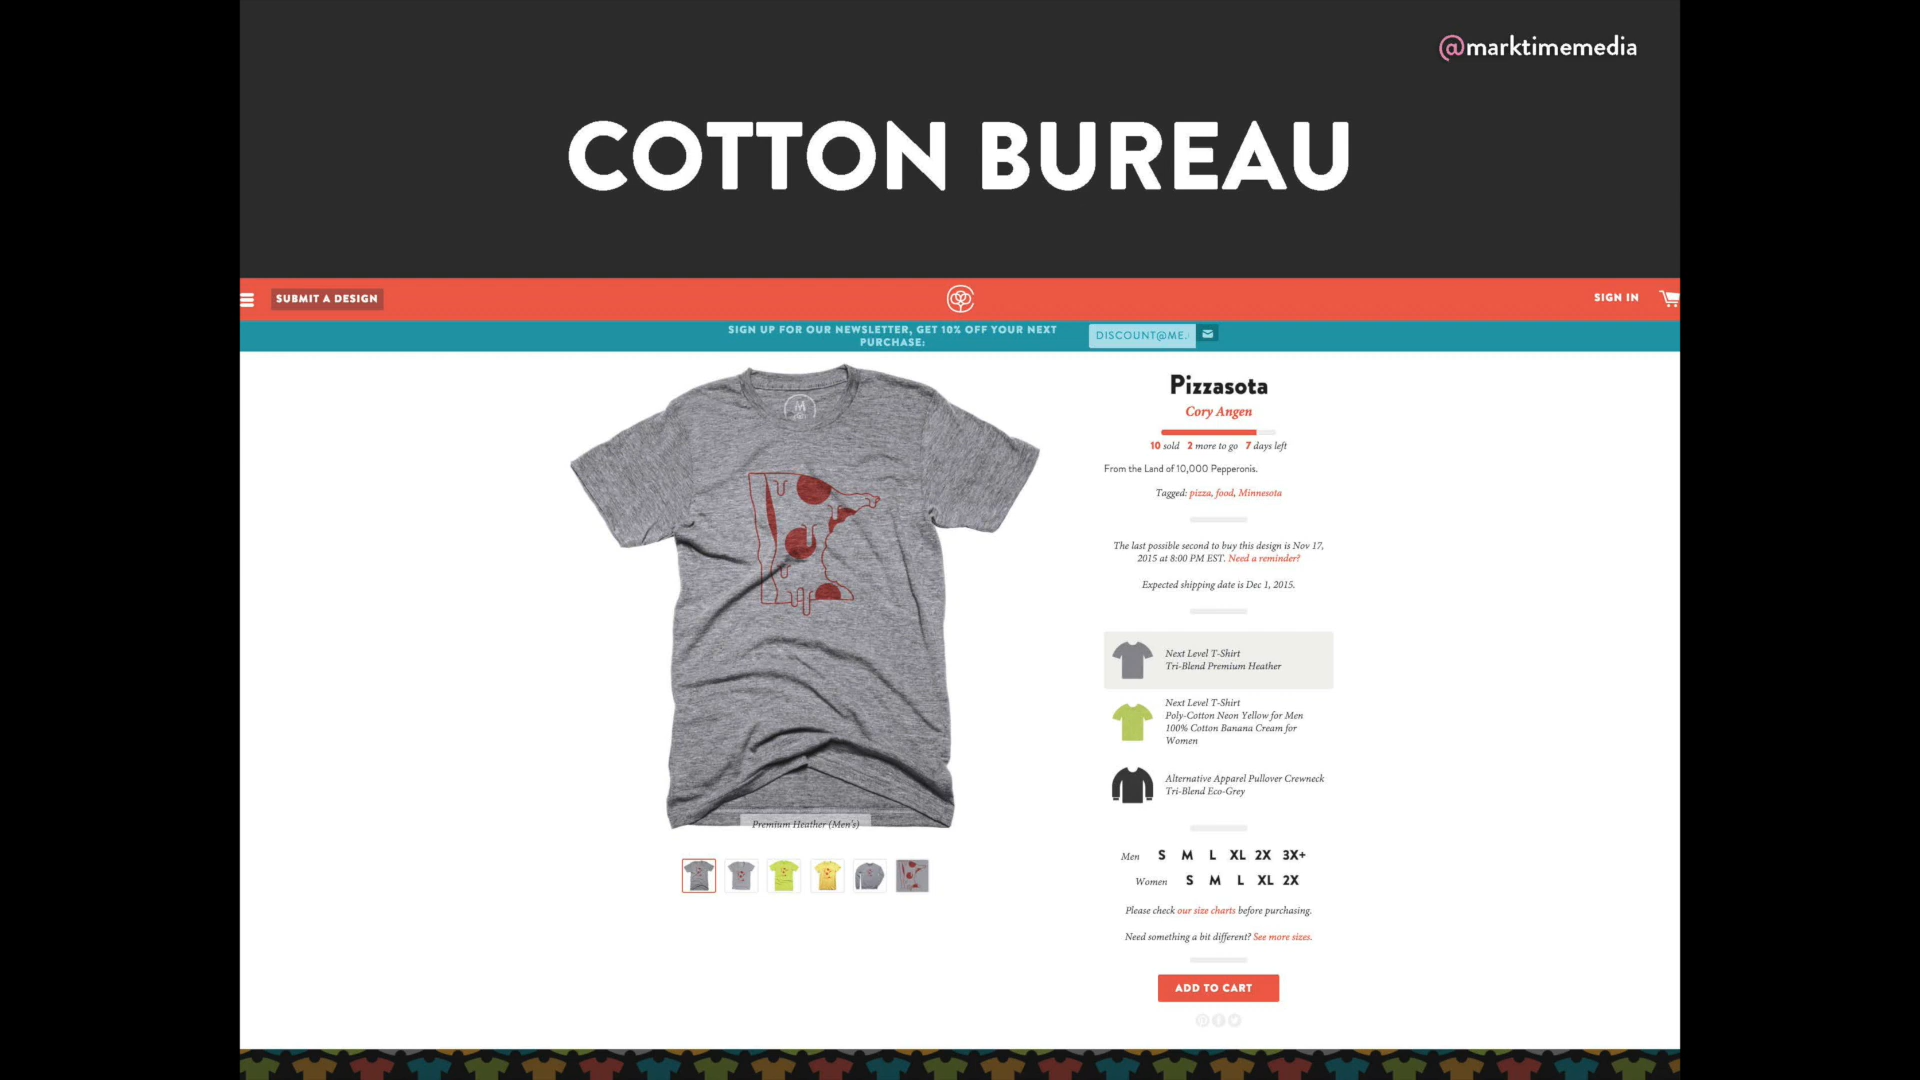 @marktimemedia
COTTON BUREAU
SUBMIT A DESIGN
SIGN IN
SIGN UP FOR OUR NEWSLETTER, GET 10% OFF YOUR NEXT
PURCHASE:
DISCOUNT@ME.
Pizzasota
Cory Angen
10 sold 2 more to go 7 days left
From the Land of 10,000 Pepperonis.
Tagged: pizza, food, Minnesota
The last possible second to buy this design is Nov 17,
2015 at 8:00 PM EST. Need a reminder?
Expected shipping date is Dec 1, 2015.
Next Level T-Shirt
Tri-Blend Premium Heather
Next Level T-Shirt
Poly-Cotton Neon Yellow for Men
100% Cotton Banana Cream for
Women
Alternative Apparel Pullover Crewneck
Tri-Blend Eco-Grey
Premium Heather (Men's)
Men S M L XL 2X 3X+
Women S M L XL 2X
Please check our size charts before purchasing.
Need something a bit different? See more sizes.
ADD TO CART